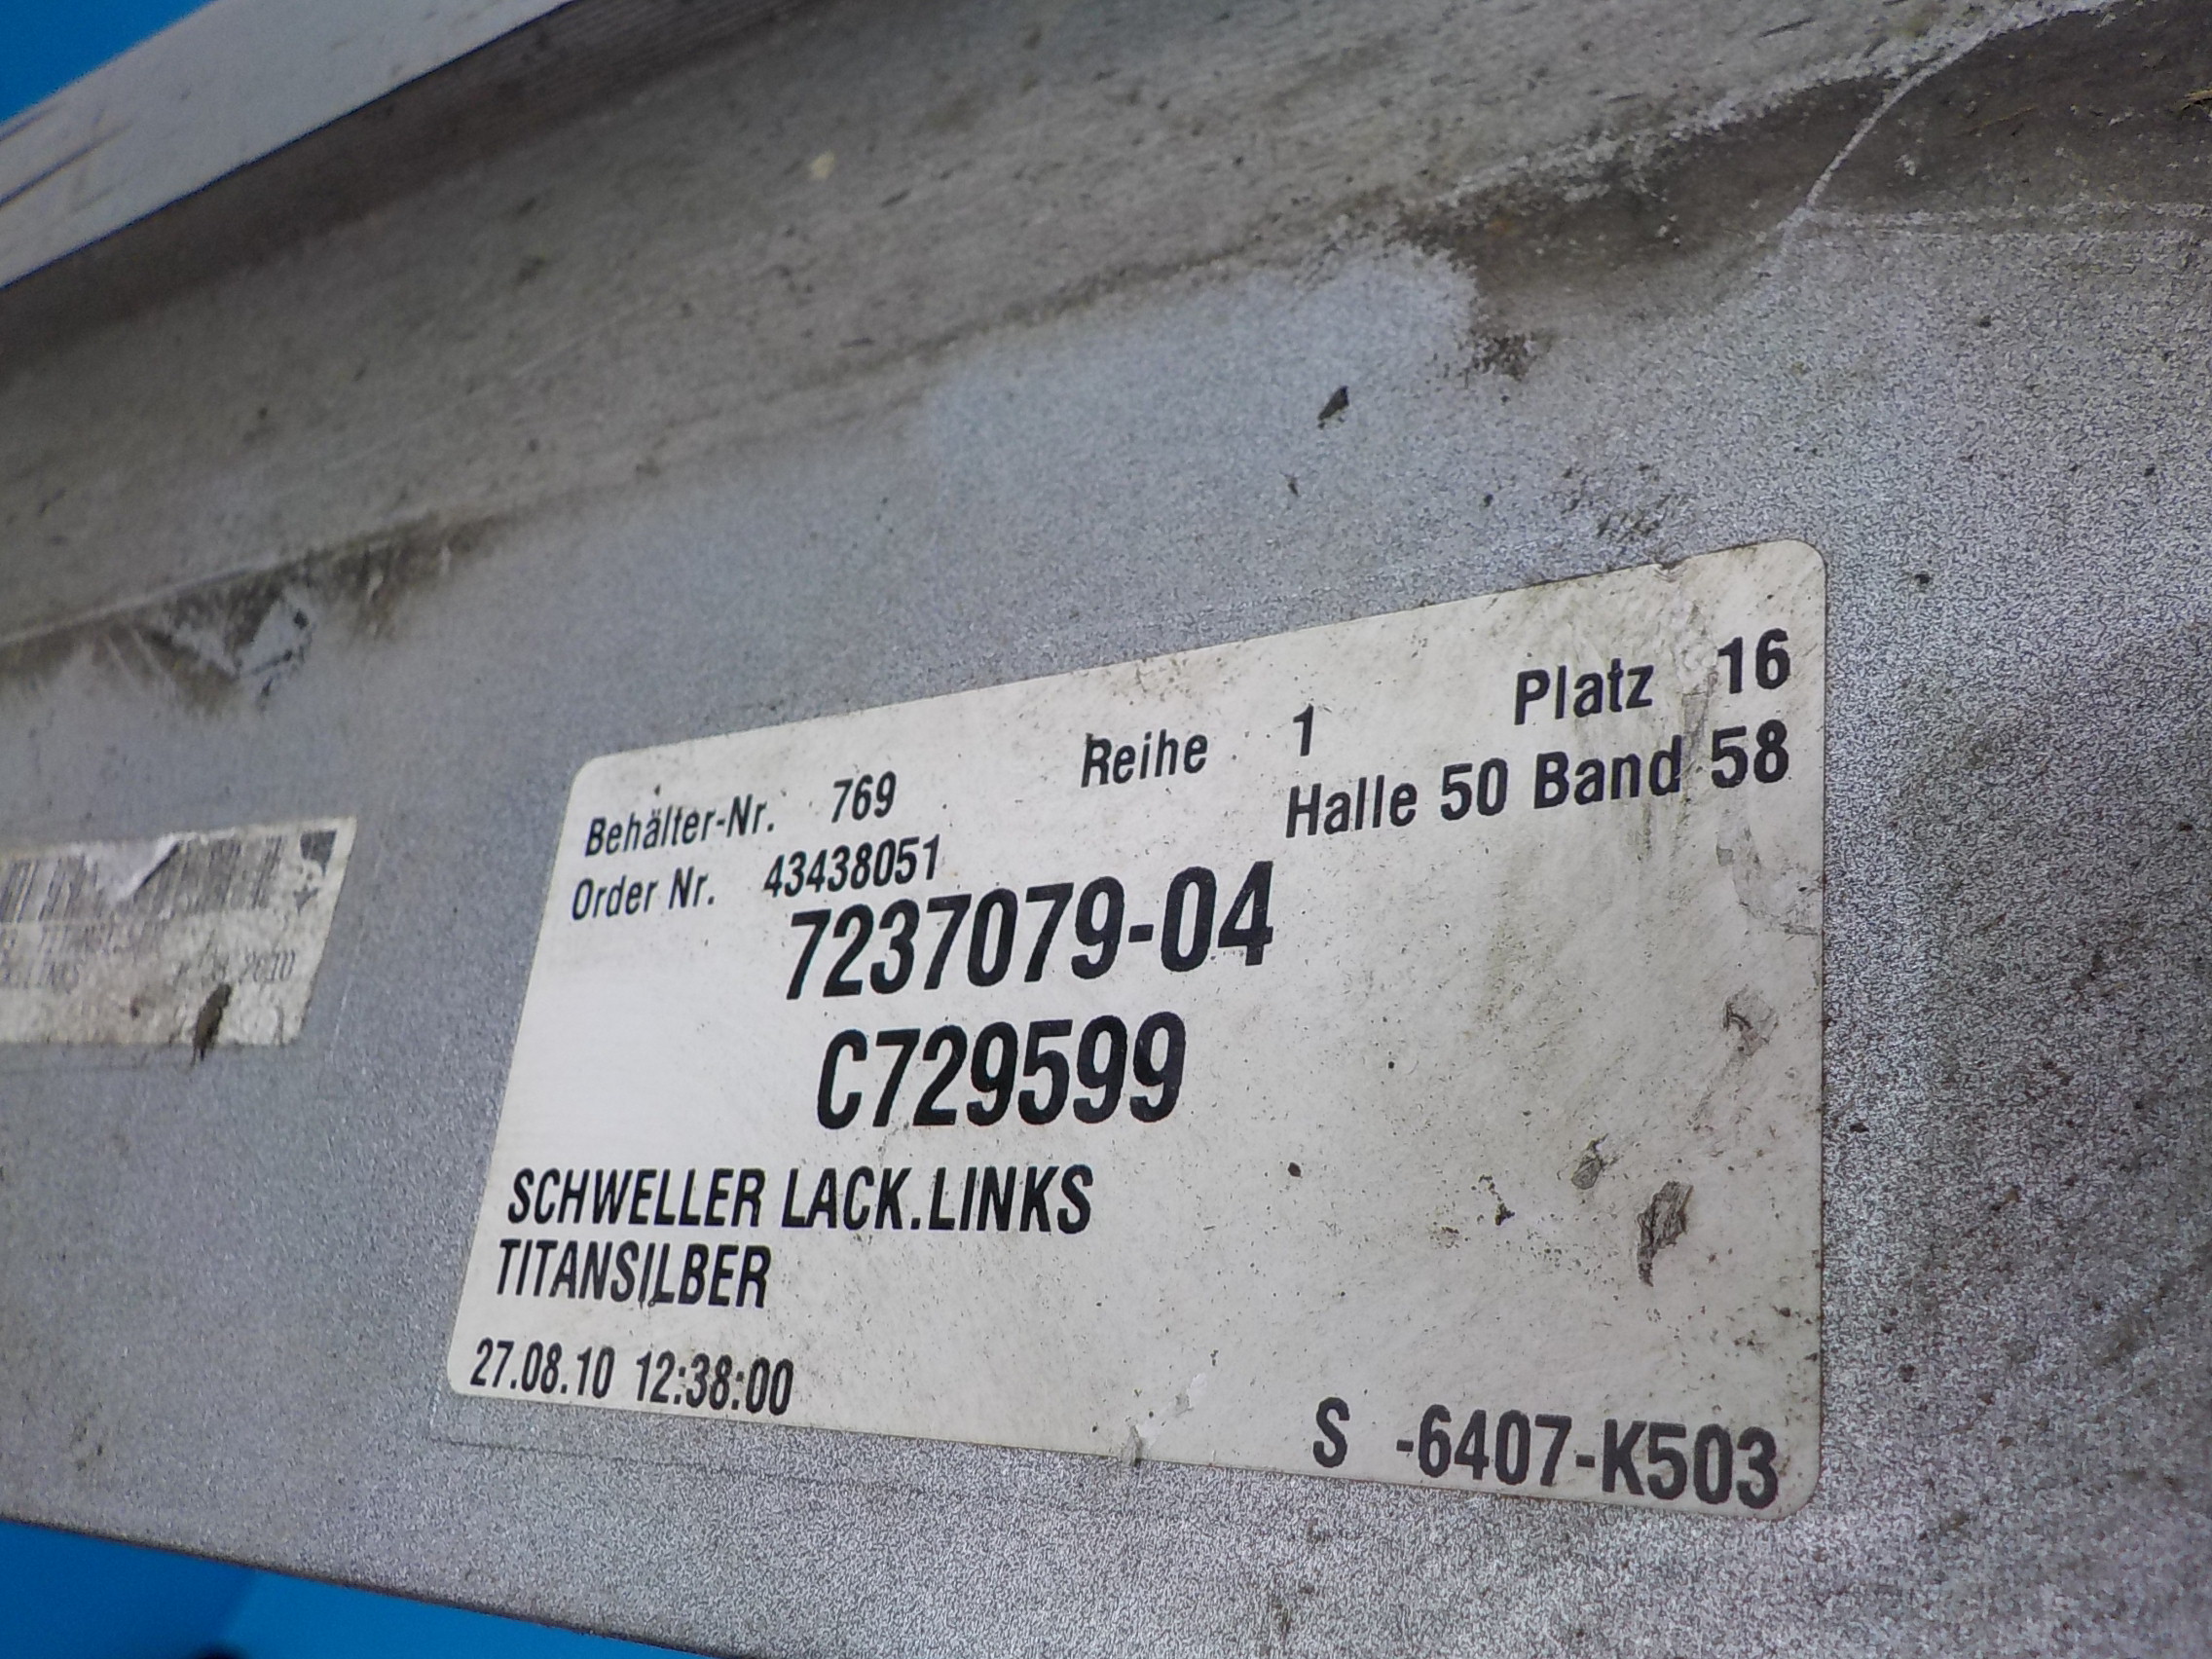 Behälter-Nr. 769 Reihe 1 Platz 16
Order Nr. 43438051 Halle 50 Band 58
7237079-04
C729599
SCHWELLER LACK.LINKS
TITANSILBER
27.08.10 12:38:00
S -6407-K503